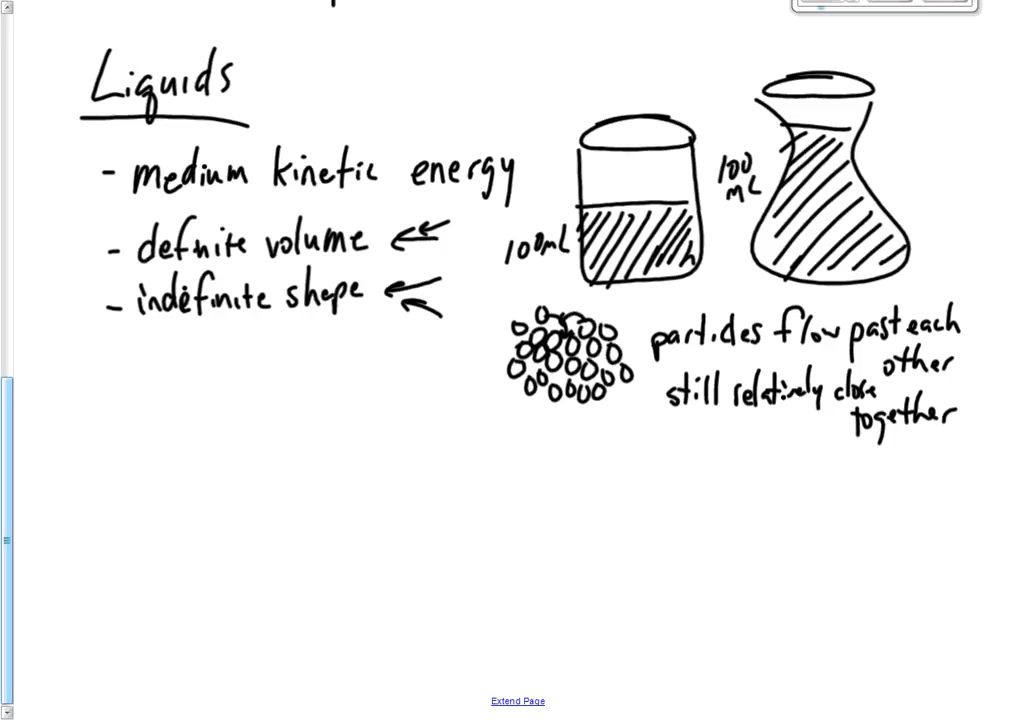 Liquids
- medium kinetic energy
- defnite volume
- indefinite shape
100mL
100
mL
particles flow past each
other
still relatively close
together
Extend Page